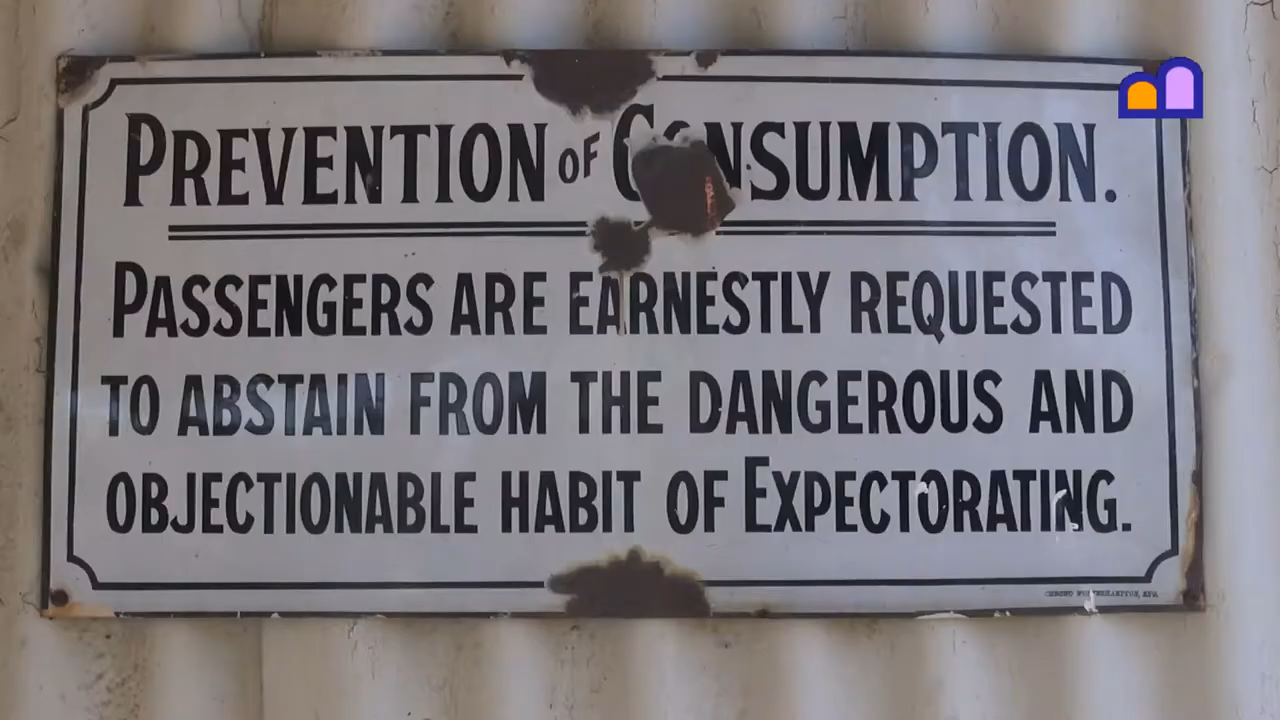 PREVENTION OF CONSUMPTION.
PASSENGERS ARE EARNESTLY REQUESTED
TO ABSTAIN FROM THE DANGEROUS AND
OBJECTIONABLE HABIT OF EXPECTORATING.